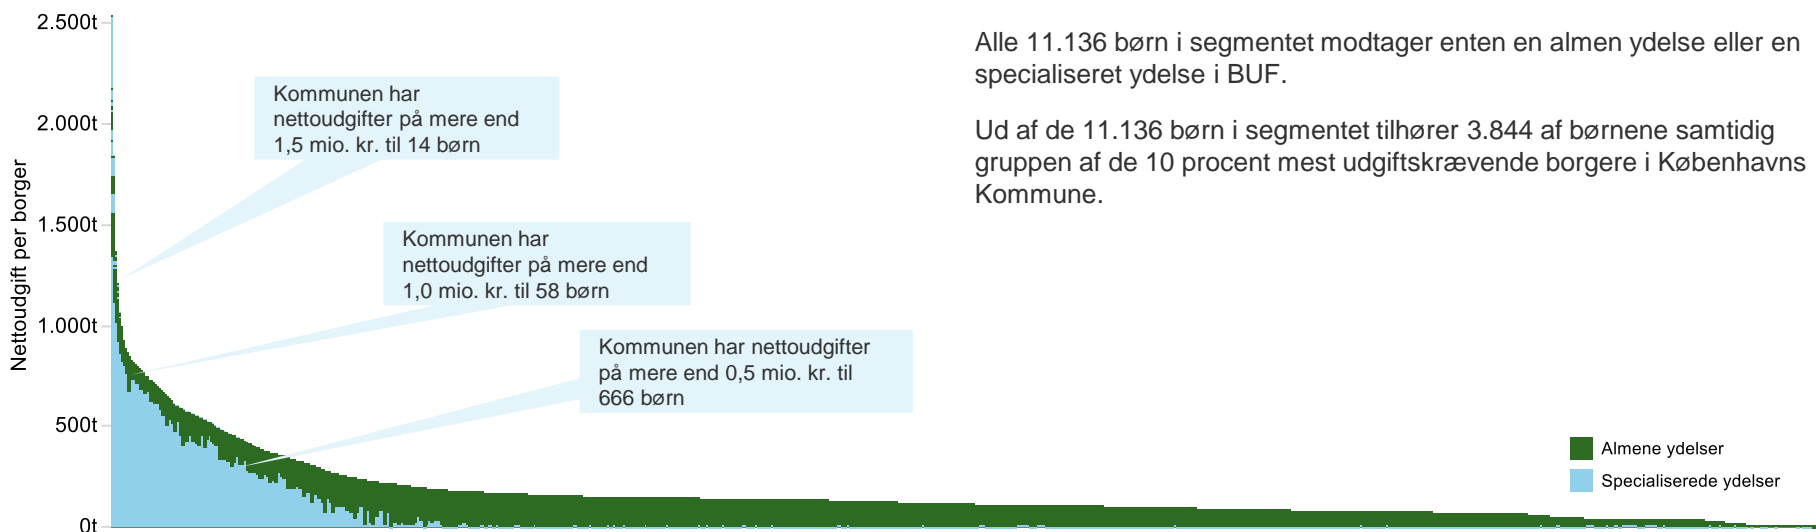 2.500t
2.000t
1.500t
1.000t
500t
0t
Nettoudgift per borger
Kommunen har
nettoudgifter på mere end
1,5 mio. kr. til 14 børn
Kommunen har
nettoudgifter på mere end
1,0 mio. kr. til 58 børn
Kommunen har nettoudgifter
på mere end 0,5 mio. kr. til
666 børn
Alle 11.136 børn i segmentet modtager enten en almen ydelse eller en
specialiseret ydelse i BUF.
Ud af de 11.136 børn i segmentet tilhører 3.844 af børnene samtidig
gruppen af de 10 procent mest udgiftskrævende borgere i Københavns
Kommune.
Almene ydelser
Specialiserede ydelser